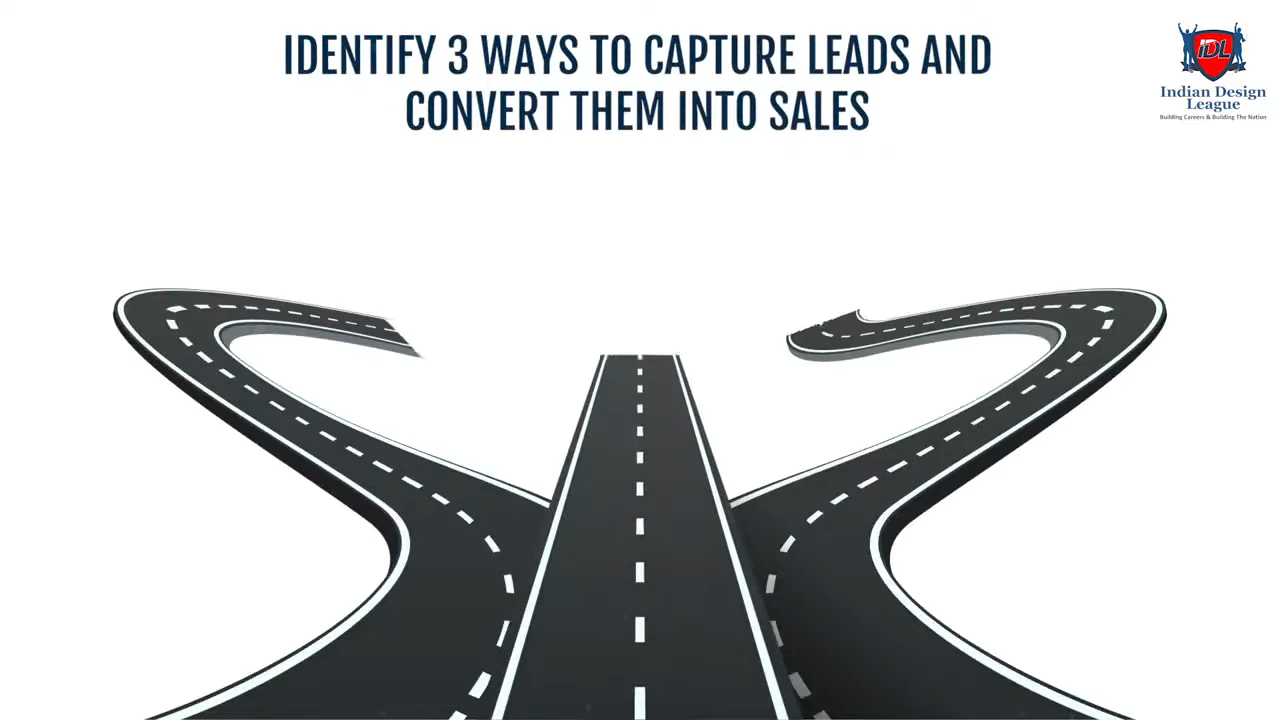 IDENTIFY 3 WAYS TO CAPTURE LEADS AND
CONVERT THEM INTO SALES
IDL
Indian Design
League
Building Careers & Building The Nation